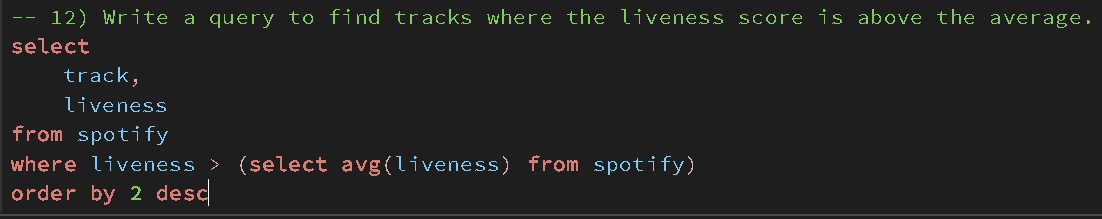 -- 12) Write a query to find tracks where the liveness score is above the average.
select
    track,
    liveness
from spotify
where liveness > (select avg(liveness) from spotify)
order by 2 desc